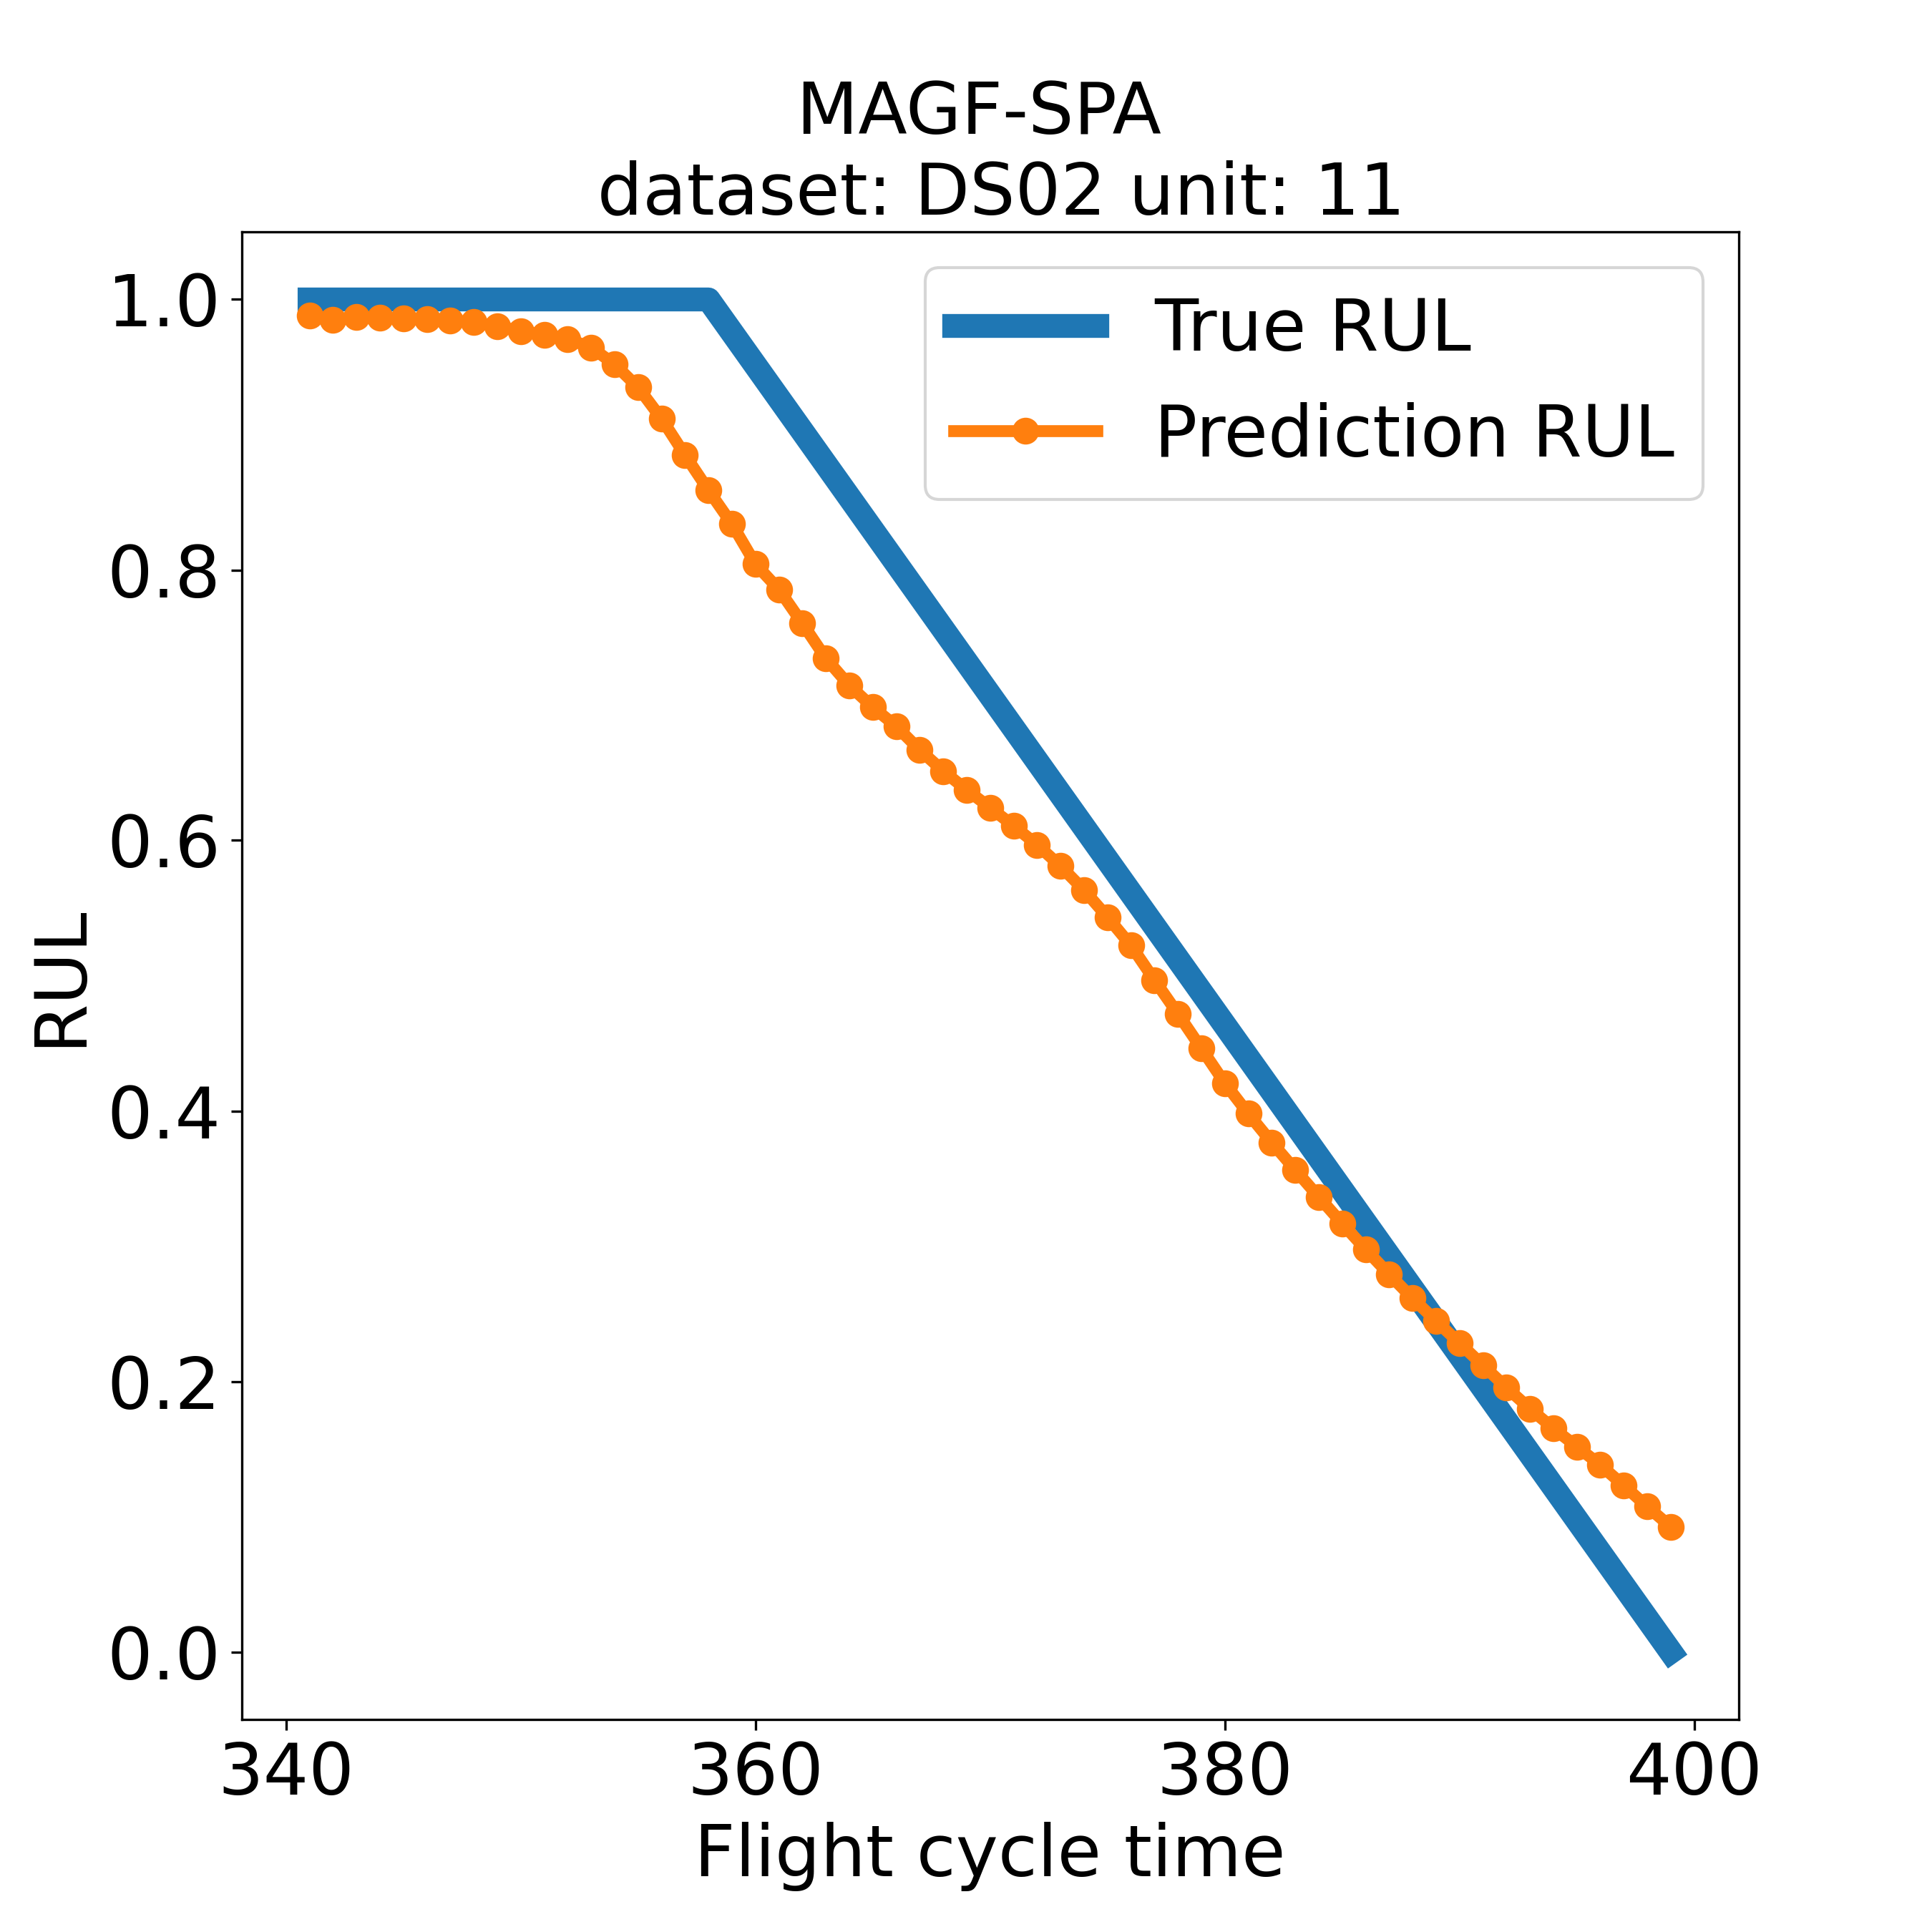 MAGF-SPA
dataset: DS02 unit: 11
True RUL
Prediction RUL
1.0
0.8
0.6
0.4
0.2
0.0
RUL
340 360 380 400
Flight cycle time